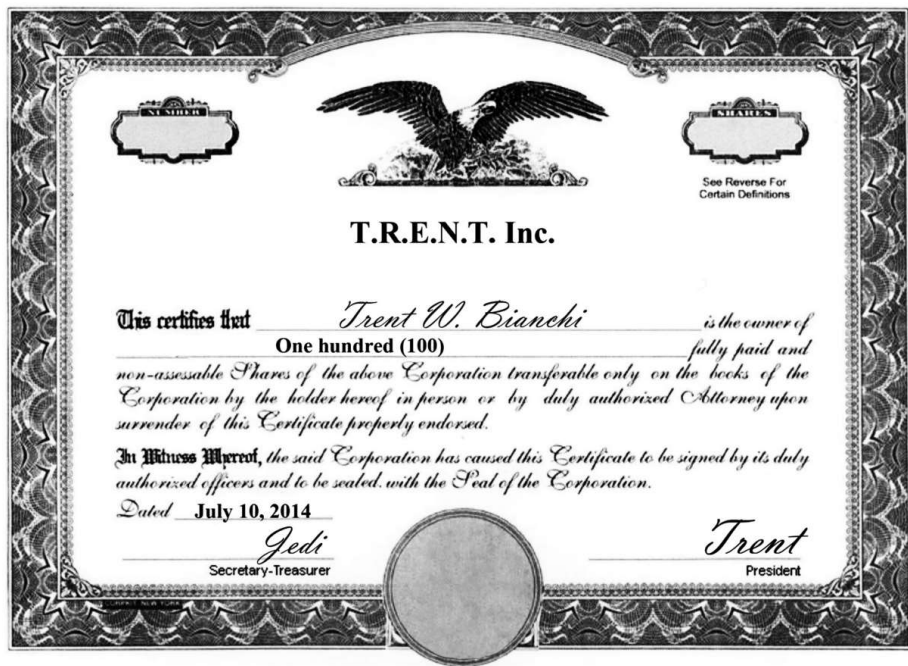 NUMBER
SHARES
See Reverse For
Certain Definitions
T.R.E.N.T. Inc.
This certifies that Trent W. Bianchi is the owner of
One hundred (100) fully paid and
non-assessable Shares of the above Corporation transferable only on the books of the
Corporation by the holder hereof in person or by duly authorized Attorney upon
surrender of this Certificate properly endorsed.
In Witness Whereof, the said Corporation has caused this Certificate to be signed by its duly
authorized officers and to be sealed. with the Seal of the Corporation.
Dated July 10, 2014
Jedi Trent
Secretary-Treasurer President
CORPKIT NEW YORK